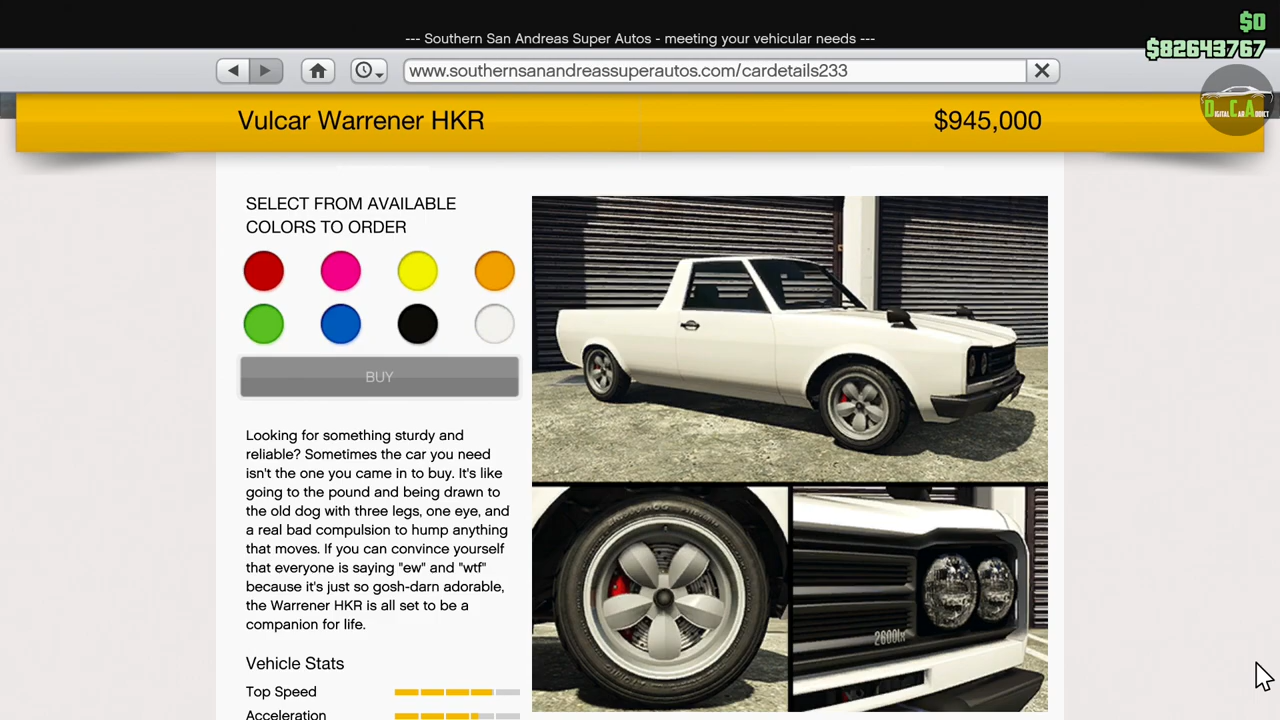 $0
--- Southern San Andreas Super Autos - meeting your vehicular needs ---
$82643767
www.southernsanandreassuperautos.com/cardetails233
DIGITAL CAR ADDICT
Vulcar Warrener HKR
$945,000
SELECT FROM AVAILABLE
COLORS TO ORDER
BUY
Looking for something sturdy and
reliable? Sometimes the car you need
isn't the one you came in to buy. It's like
going to the pound and being drawn to
the old dog with three legs, one eye, and
a real bad compulsion to hump anything
that moves. If you can convince yourself
that everyone is saying "ew" and "wtf"
because it's just so gosh-darn adorable,
the Warrener HKR is all set to be a
companion for life.
2600lx
Vehicle Stats
Top Speed
Acceleration